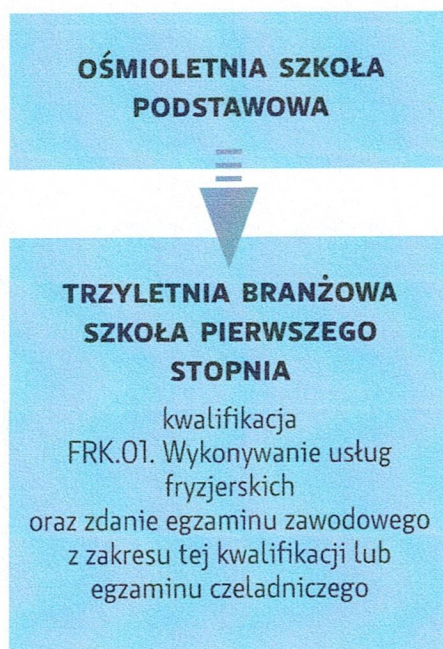 OŚMIOLETNIA SZKOŁA
PODSTAWOWA
TRZYLETNIA BRANŻOWA
SZKOŁA PIERWSZEGO
STOPNIA
kwalifikacja
FRK.01. Wykonywanie usług
fryzjerskich
oraz zdanie egzaminu zawodowego
z zakresu tej kwalifikacji lub
egzaminu czeladniczego